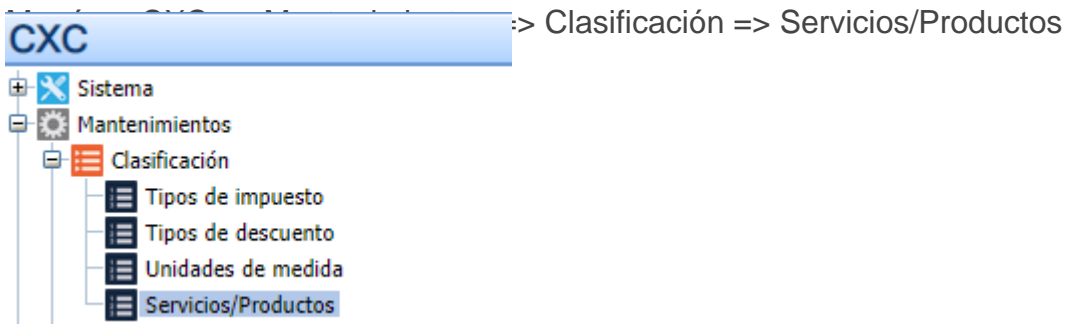 => Clasificación => Servicios/Productos
CXC
Sistema
Mantenimientos
Clasificación
Tipos de impuesto
Tipos de descuento
Unidades de medida
Servicios/Productos